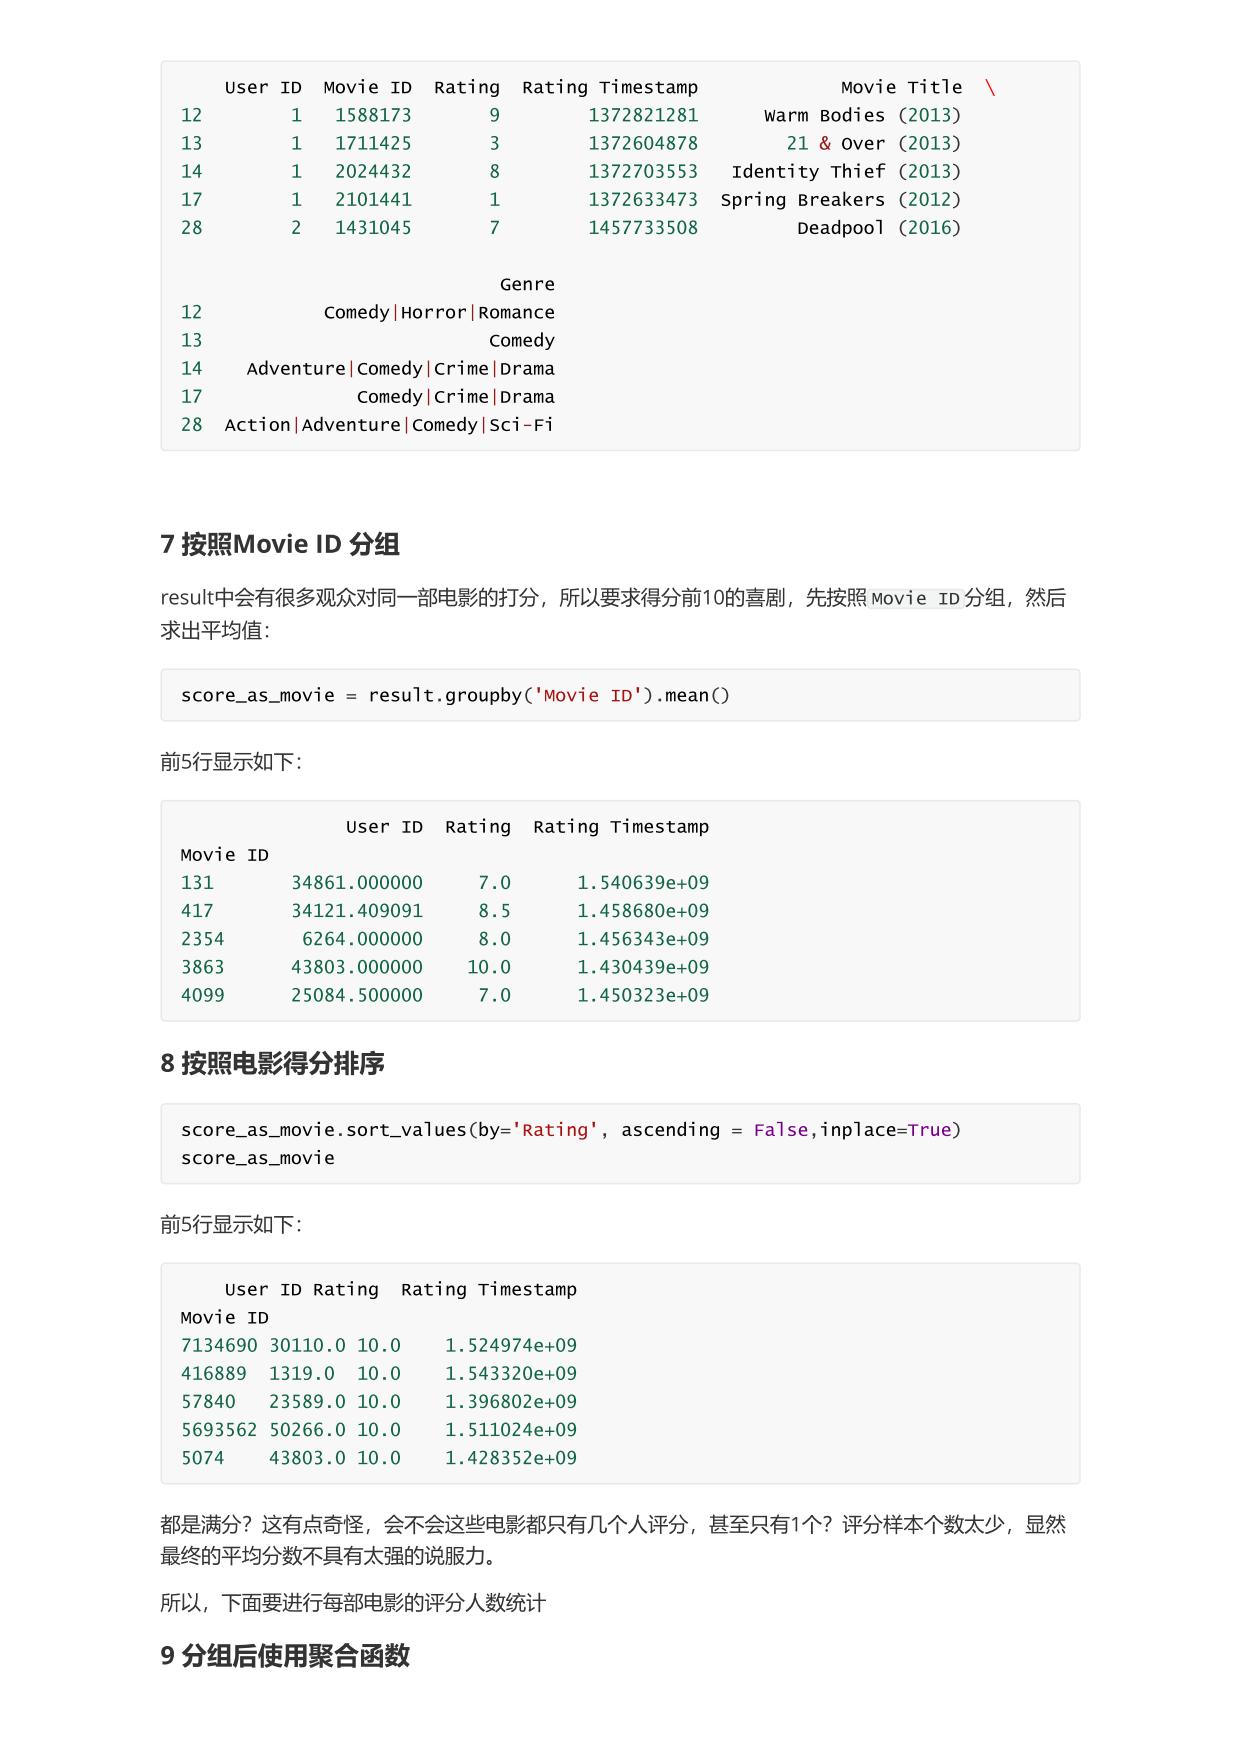 User ID  Movie ID  Rating  Rating Timestamp             Movie Title  \
12        1   1588173       9        1372821281      Warm Bodies (2013)
13        1   1711425       3        1372604878        21 & Over (2013)
14        1   2024432       8        1372703553   Identity Thief (2013)
17        1   2101441       1        1372633473  Spring Breakers (2012)
28        2   1431045       7        1457733508         Deadpool (2016)
                             Genre
12           Comedy|Horror|Romance
13                          Comedy
14    Adventure|Comedy|Crime|Drama
17              Comedy|Crime|Drama
28  Action|Adventure|Comedy|Sci-Fi
7 按照Movie ID 分组
result中会有很多观众对同一部电影的打分，所以要求得分前10的喜剧，先按照Movie ID分组，然后
求出平均值：
score_as_movie = result.groupby('Movie ID').mean()
前5行显示如下：
               User ID  Rating  Rating Timestamp
Movie ID
131       34861.000000     7.0      1.540639e+09
417       34121.409091     8.5      1.458680e+09
2354       6264.000000     8.0      1.456343e+09
3863      43803.000000    10.0      1.430439e+09
4099      25084.500000     7.0      1.450323e+09
8 按照电影得分排序
score_as_movie.sort_values(by='Rating', ascending = False,inplace=True)
score_as_movie
前5行显示如下：
    User ID Rating  Rating Timestamp
Movie ID
7134690 30110.0 10.0    1.524974e+09
416889  1319.0  10.0    1.543320e+09
57840   23589.0 10.0    1.396802e+09
5693562 50266.0 10.0    1.511024e+09
5074    43803.0 10.0    1.428352e+09
都是满分？这有点奇怪，会不会这些电影都只有几个人评分，甚至只有1个？评分样本个数太少，显然
最终的平均分数不具有太强的说服力。
所以，下面要进行每部电影的评分人数统计
9 分组后使用聚合函数